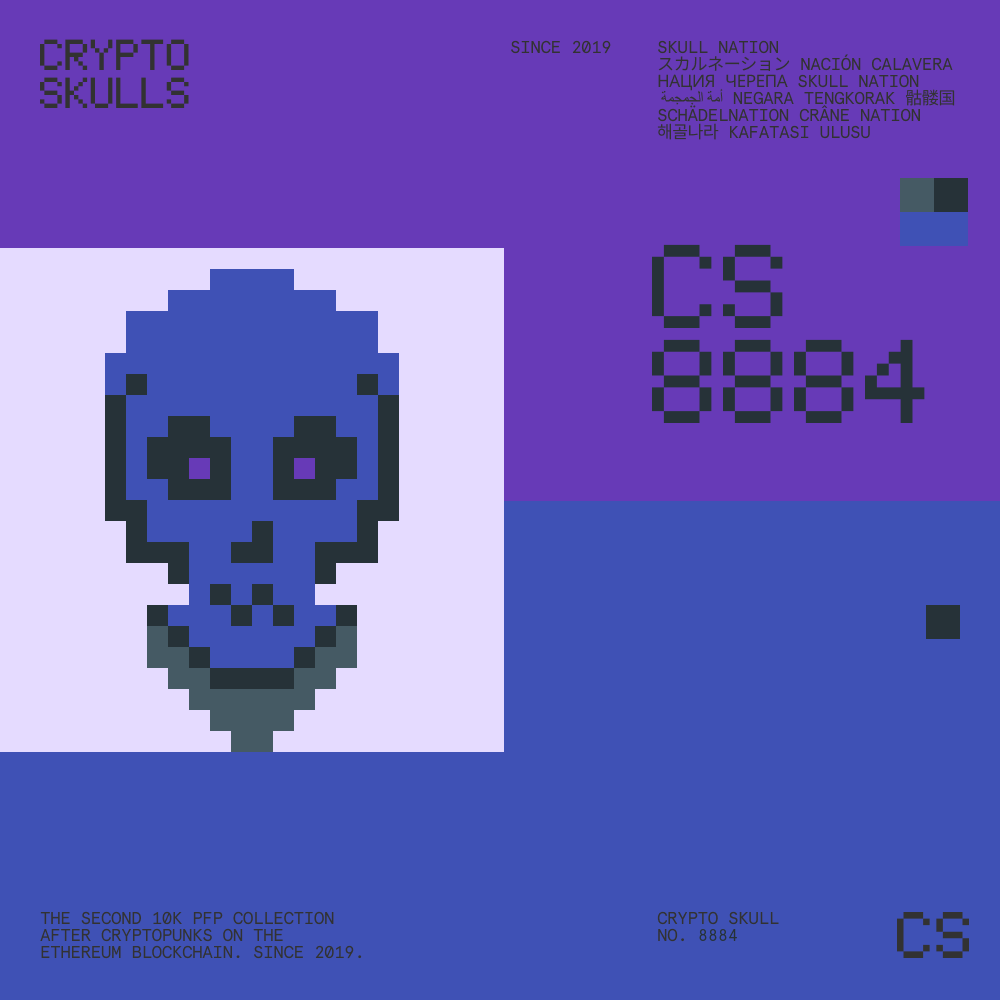 CRYPTO
SKULLS
SINCE 2019
SKULL NATION
スカルネーション NACIÓN CALAVERA
НАЦИЯ ЧЕРЕПА SKULL NATION
أمة الجمجمة NEGARA TENGKORAK 骷髅国
SCHÄDELNATION CRÂNE NATION
해골나라 KAFATASI ULUSU
CS
8884
THE SECOND 10K PFP COLLECTION
AFTER CRYPTOPUNKS ON THE
ETHEREUM BLOCKCHAIN. SINCE 2019.
CRYPTO SKULL
NO. 8884
CS